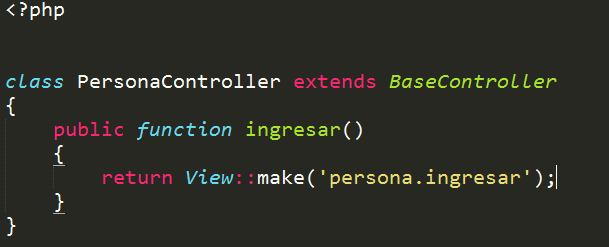 <?php
class PersonaController extends BaseController
{
    public function ingresar()
    {
        return View::make('persona.ingresar');
    }
}